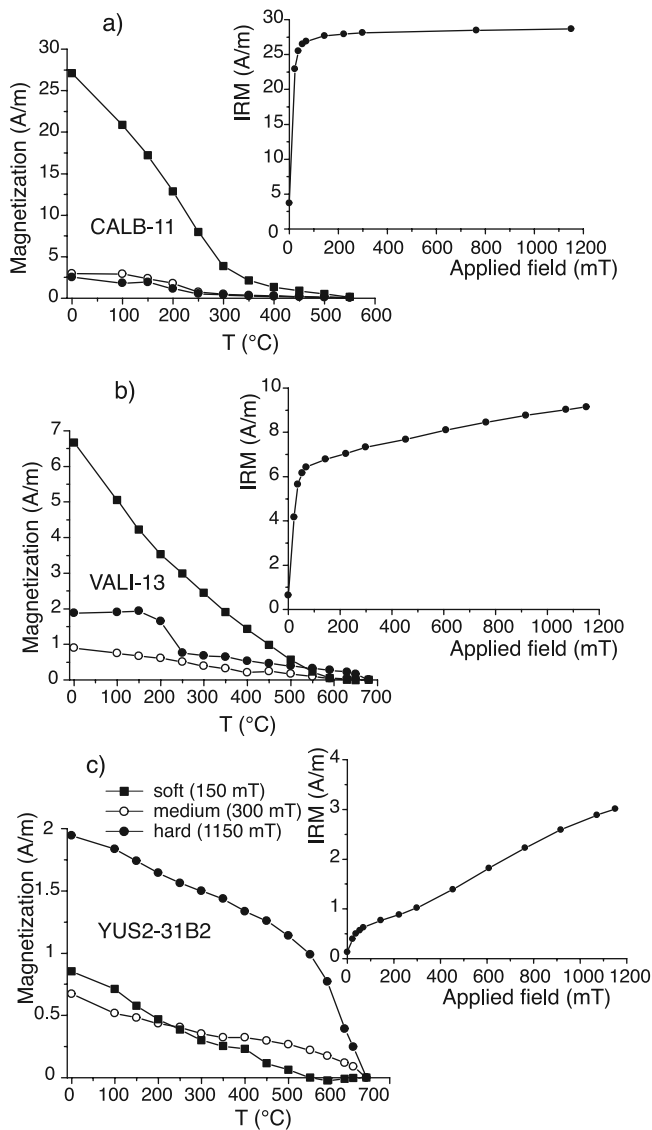 a)
Magnetization (A/m)
30
25
20
15
10
5
0
CALB-11
100 200 300 400 500 600
0
T (°C)
IRM (A/m)
30
25
20
15
10
5
0
0 200 400 600 800 1000 1200
Applied field (mT)
b)
Magnetization (A/m)
7
6
5
4
3
2
1
0
VALI-13
0 100 200 300 400 500 600 700
T (°C)
IRM (A/m)
10
8
6
4
2
0
0 200 400 600 800 1000 1200
Applied field (mT)
c)
soft (150 mT)
medium (300 mT)
hard (1150 mT)
Magnetization (A/m)
2
1.5
1
0.5
0
YUS2-31B2
0 100 200 300 400 500 600 700
T (°C)
IRM (A/m)
4
3
2
1
0
0 200 400 600 800 1000 1200
Applied field (mT)